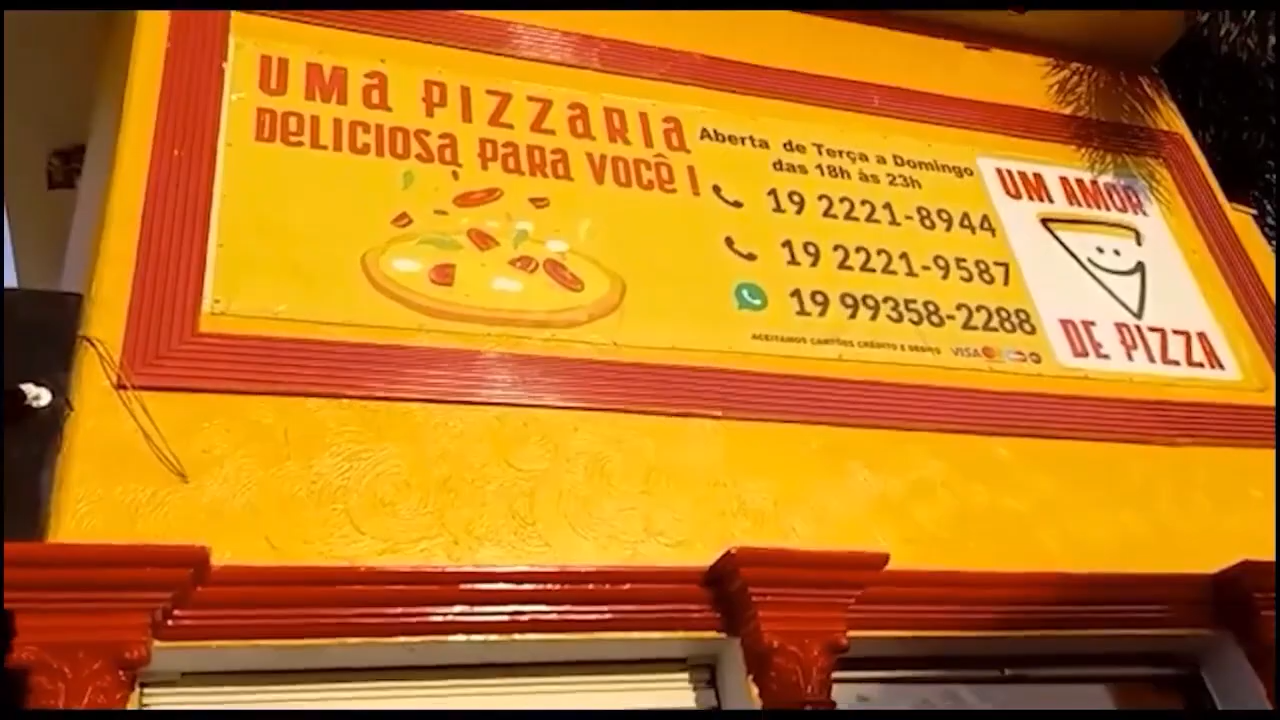 UMa PIZZaRIa
DeLICIOSa PaRa VOCÊ !
Aberta de Terça a Domingo
das 18h às 23h
19 2221-8944
19 2221-9587
19 99358-2288
ACEITAMOS CARTÕES CRÉDITO E DEBITO VISA
UM AMOR
DE PIZZA